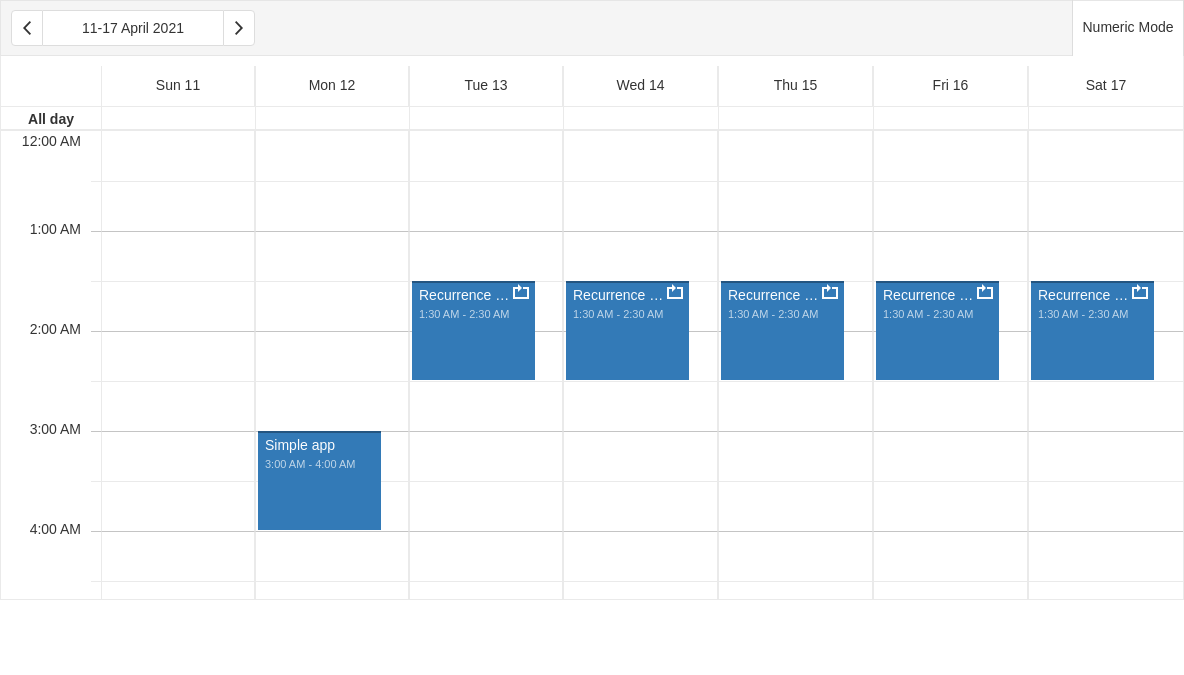 11-17 April 2021
Numeric Mode
Sun 11
Mon 12
Tue 13
Wed 14
Thu 15
Fri 16
Sat 17
All day
12:00 AM
1:00 AM
2:00 AM
3:00 AM
4:00 AM
Recurrence …
1:30 AM - 2:30 AM
Recurrence …
1:30 AM - 2:30 AM
Recurrence …
1:30 AM - 2:30 AM
Recurrence …
1:30 AM - 2:30 AM
Recurrence …
1:30 AM - 2:30 AM
Simple app
3:00 AM - 4:00 AM